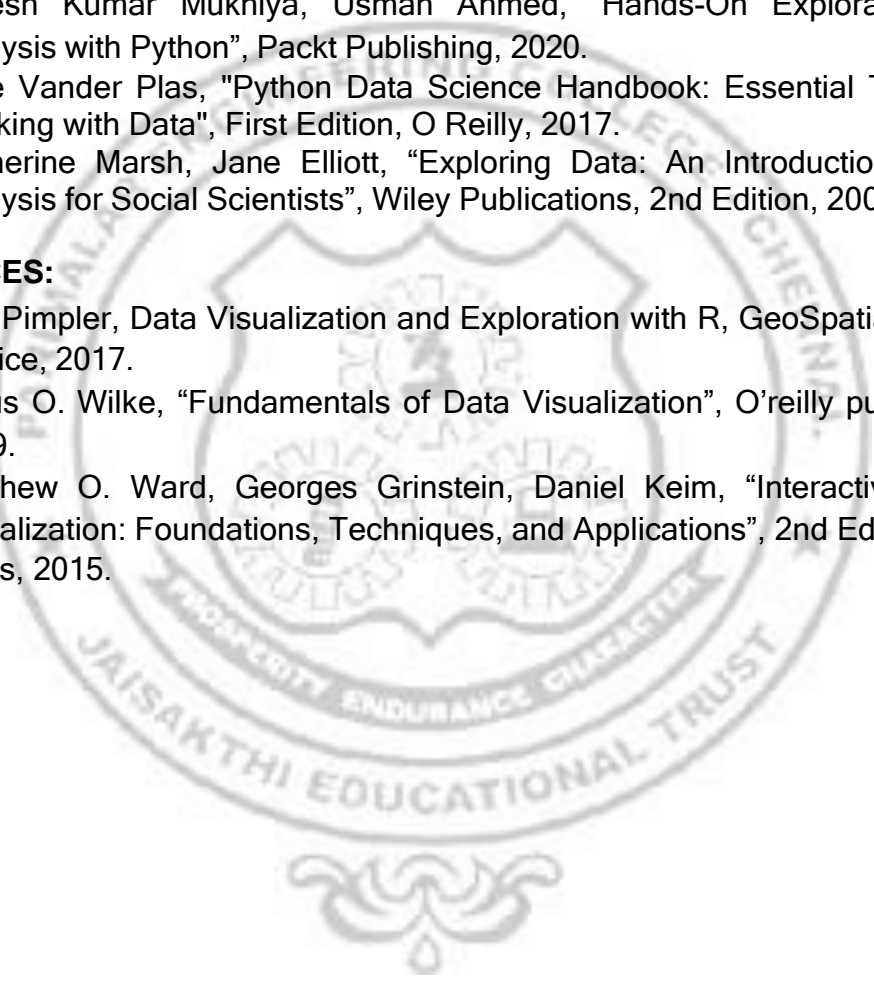 esh Kumar Mukhiya, Usman Ahmed, Hands-On Explora
ysis with Python”, Packt Publishing, 2020.
e Vander Plas, "Python Data Science Handbook: Essential T
king with Data", First Edition, O Reilly, 2017.
herine Marsh, Jane Elliott, “Exploring Data: An Introductio
ysis for Social Scientists”, Wiley Publications, 2nd Edition, 200
CES:
Pimpler, Data Visualization and Exploration with R, GeoSpatia
ice, 2017.
us O. Wilke, “Fundamentals of Data Visualization”, O’reilly pu
9.
hew O. Ward, Georges Grinstein, Daniel Keim, “Interactiv
alization: Foundations, Techniques, and Applications”, 2nd Ed
s, 2015.
PROSPERITY ENDURANCE CHARACTER
JAISAKTHI EDUCATIONAL TRUST